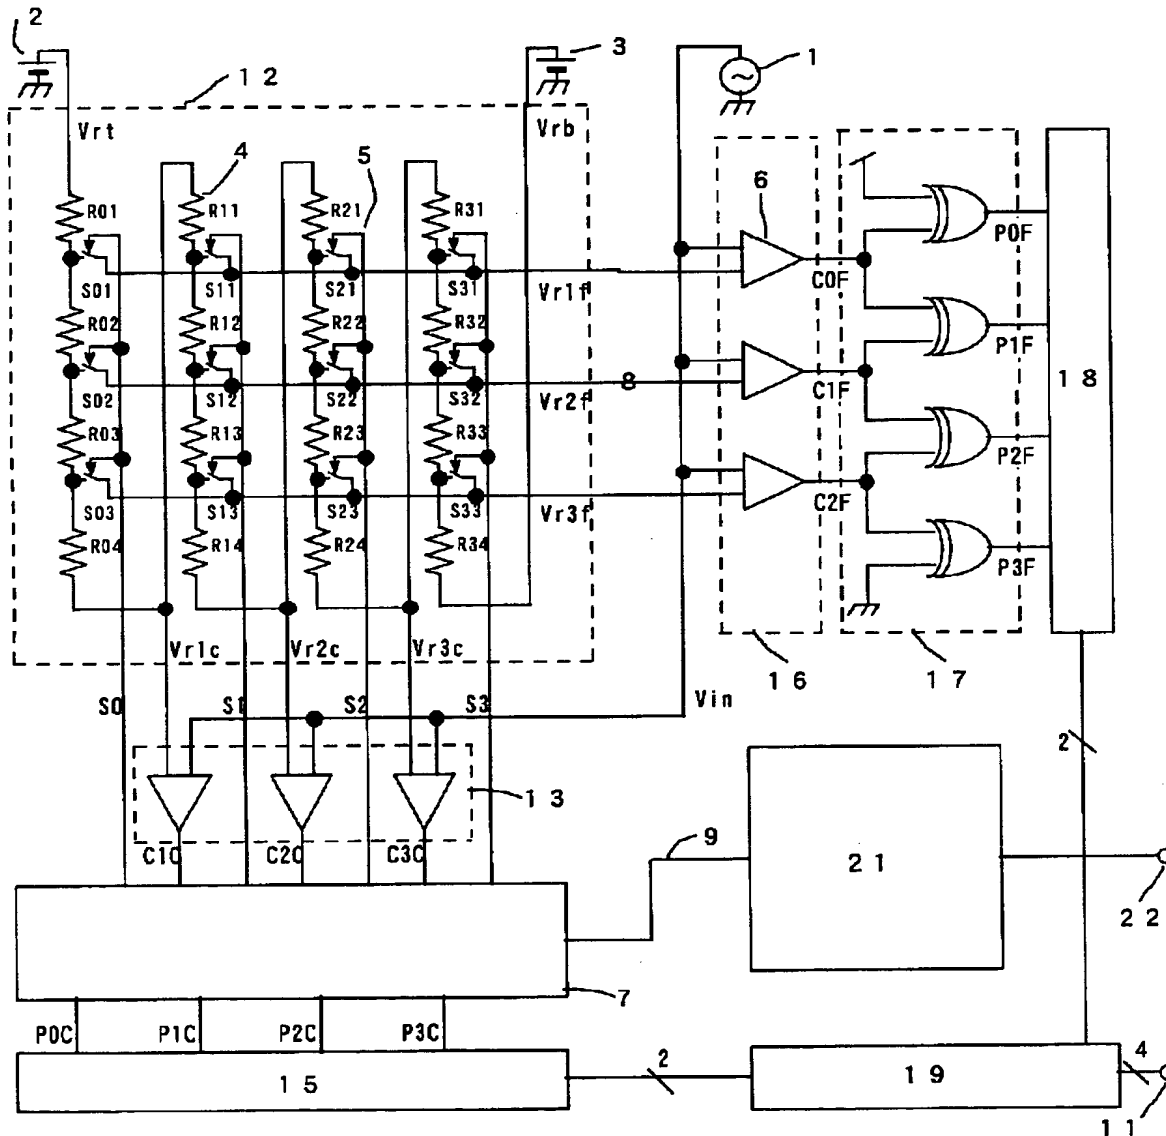 2
3
1
1 2
Vrt
Vrb
4
5
6
R01
R11
R21
R31
P0F
S01
S11
S21
S31
Vr1f
C0F
R02
R12
R22
R32
P1F
S02
S12
S22
S32
8
Vr2f
C1F
1 8
R03
R13
R23
R33
P2F
S03
S13
S23
S33
Vr3f
C2F
R04
R14
R24
R34
P3F
Vr1c
Vr2c
Vr3c
1 6
1 7
S0
S1
S2
S3
Vin
2
1 3
C1C
C2C
C3C
9
2 1
2 2
7
P0C
P1C
P2C
P3C
1 5
2
1 9
4
1 1